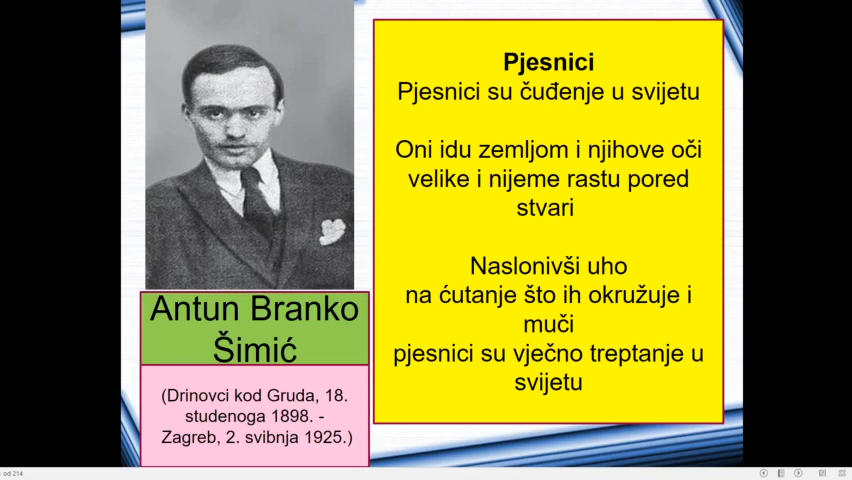 Pjesnici
Pjesnici su čuđenje u svijetu
Oni idu zemljom i njihove oči
velike i nijeme rastu pored
stvari
Naslonivši uho
na ćutanje što ih okružuje i
muči
pjesnici su vječno treptanje u
svijetu
Antun Branko
Šimić
(Drinovci kod Gruda, 18.
studenoga 1898. -
Zagreb, 2. svibnja 1925.)
od 214